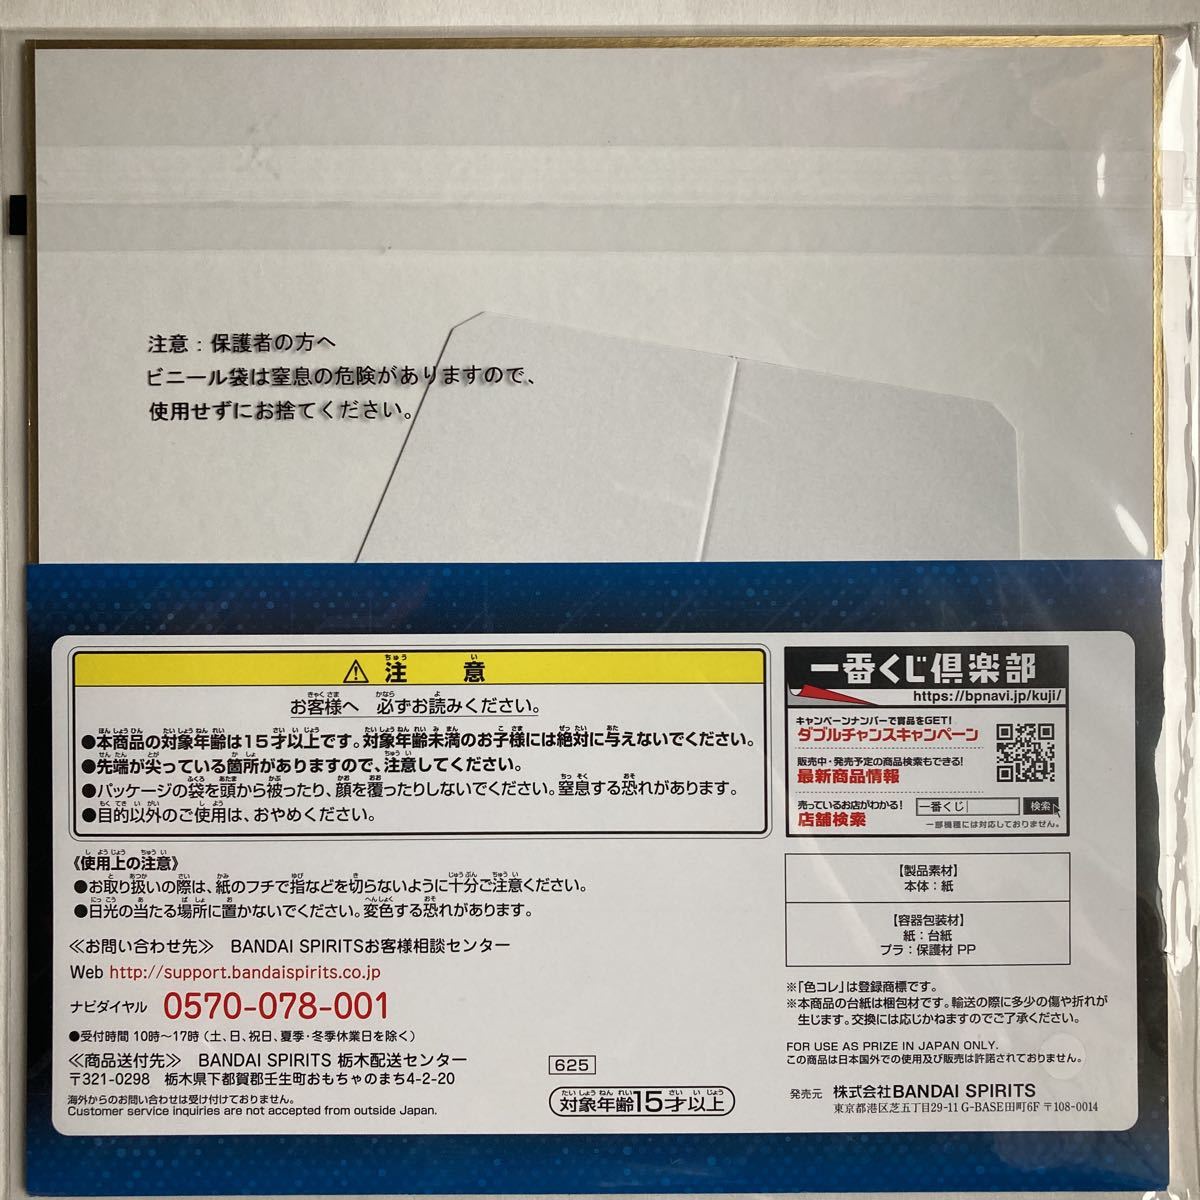 注意：保護者の方へ
ビニール袋は窒息の危険がありますので、
使用せずにお捨てください。
⚠ 注意
お客様へ 必ずお読みください。
●本商品の対象年齢は15才以上です。対象年齢未満のお子様には絶対に与えないでください。
●先端が尖っている箇所がありますので、注意してください。
●パッケージの袋を頭から被ったり、顔を覆ったりしないでください。窒息する恐れがあります。
●目的以外のご使用は、おやめください。
《使用上の注意》
●お取り扱いの際は、紙のフチで指などを切らないように十分ご注意ください。
●日光の当たる場所に置かないでください。変色する恐れがあります。
≪お問い合わせ先≫ BANDAI SPIRITSお客様相談センター
Web http://support.bandaispirits.co.jp
ナビダイヤル 0570-078-001
●受付時間 10時〜17時（土、日、祝日、夏季・冬季休業日を除く）
≪商品送付先≫ BANDAI SPIRITS 栃木配送センター
〒321-0298 栃木県下都賀郡壬生町おもちゃのまち4-2-20
海外からのお問い合わせは受け付けておりません。
Customer service inquiries are not accepted from outside Japan.
625
対象年齢15才以上
一番くじ倶楽部
https://bpnavi.jp/kuji/
キャンペーンナンバーで賞品をGET!
ダブルチャンスキャンペーン
販売中・発売予定の商品検索もできる!
最新商品情報
売っているお店がわかる!
店舗検索
一番くじ 検索
一部機種には対応しておりません。
【製品素材】
本体：紙
【容器包装材】
紙：台紙
プラ：保護材 PP
※「色コレ」は登録商標です。
※本商品の台紙は梱包材です。輸送の際に多少の傷や折れが
生じます。交換には応じかねますのでご了承ください。
FOR USE AS PRIZE IN JAPAN ONLY.
この商品は日本国外での使用及び販売は許諾されておりません。
発売元 株式会社BANDAI SPIRITS
東京都港区芝五丁目29-11 G-BASE田町6F 〒108-0014